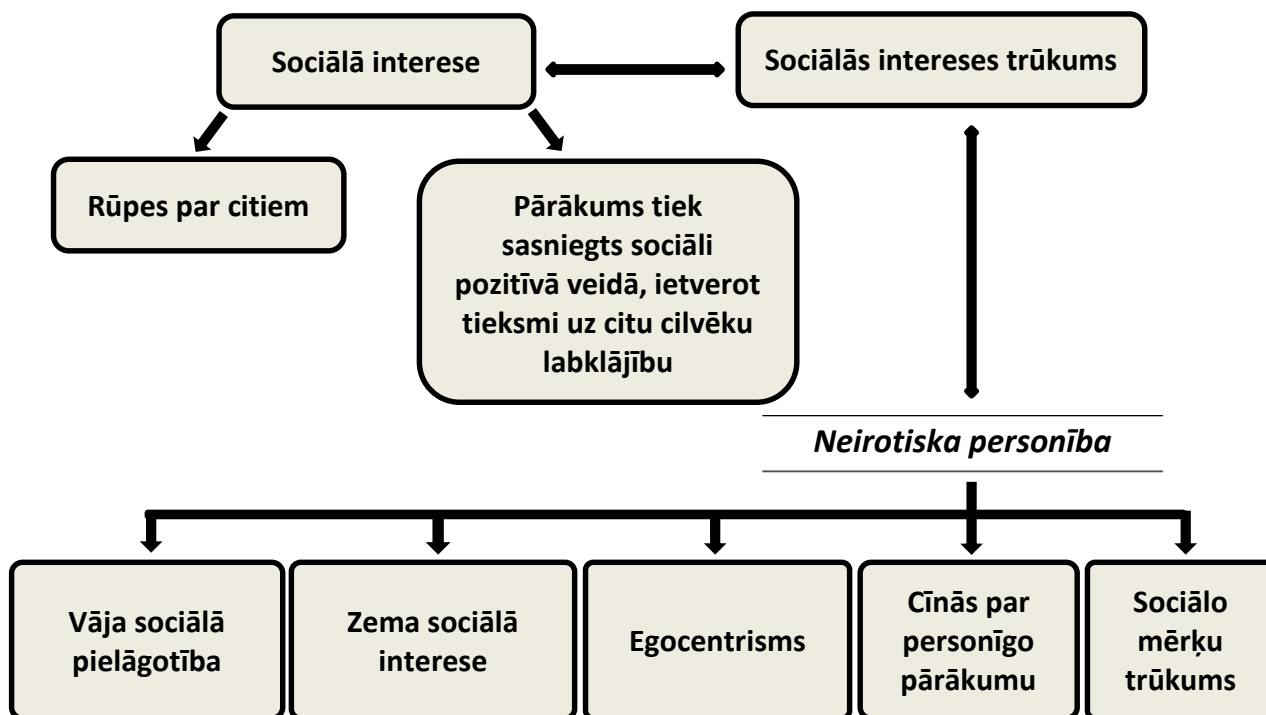 Sociālā interese
Sociālās intereses trūkums
Rūpes par citiem
Pārākums tiek
sasniegts sociāli
pozitīvā veidā, ietverot
tieksmi uz citu cilvēku
labklājību
Neirotiska personība
Vāja sociālā
pielāgotība
Zema sociālā
interese
Egocentrisms
Cīnās par
personīgo
pārākumu
Sociālo
mērķu
trūkums